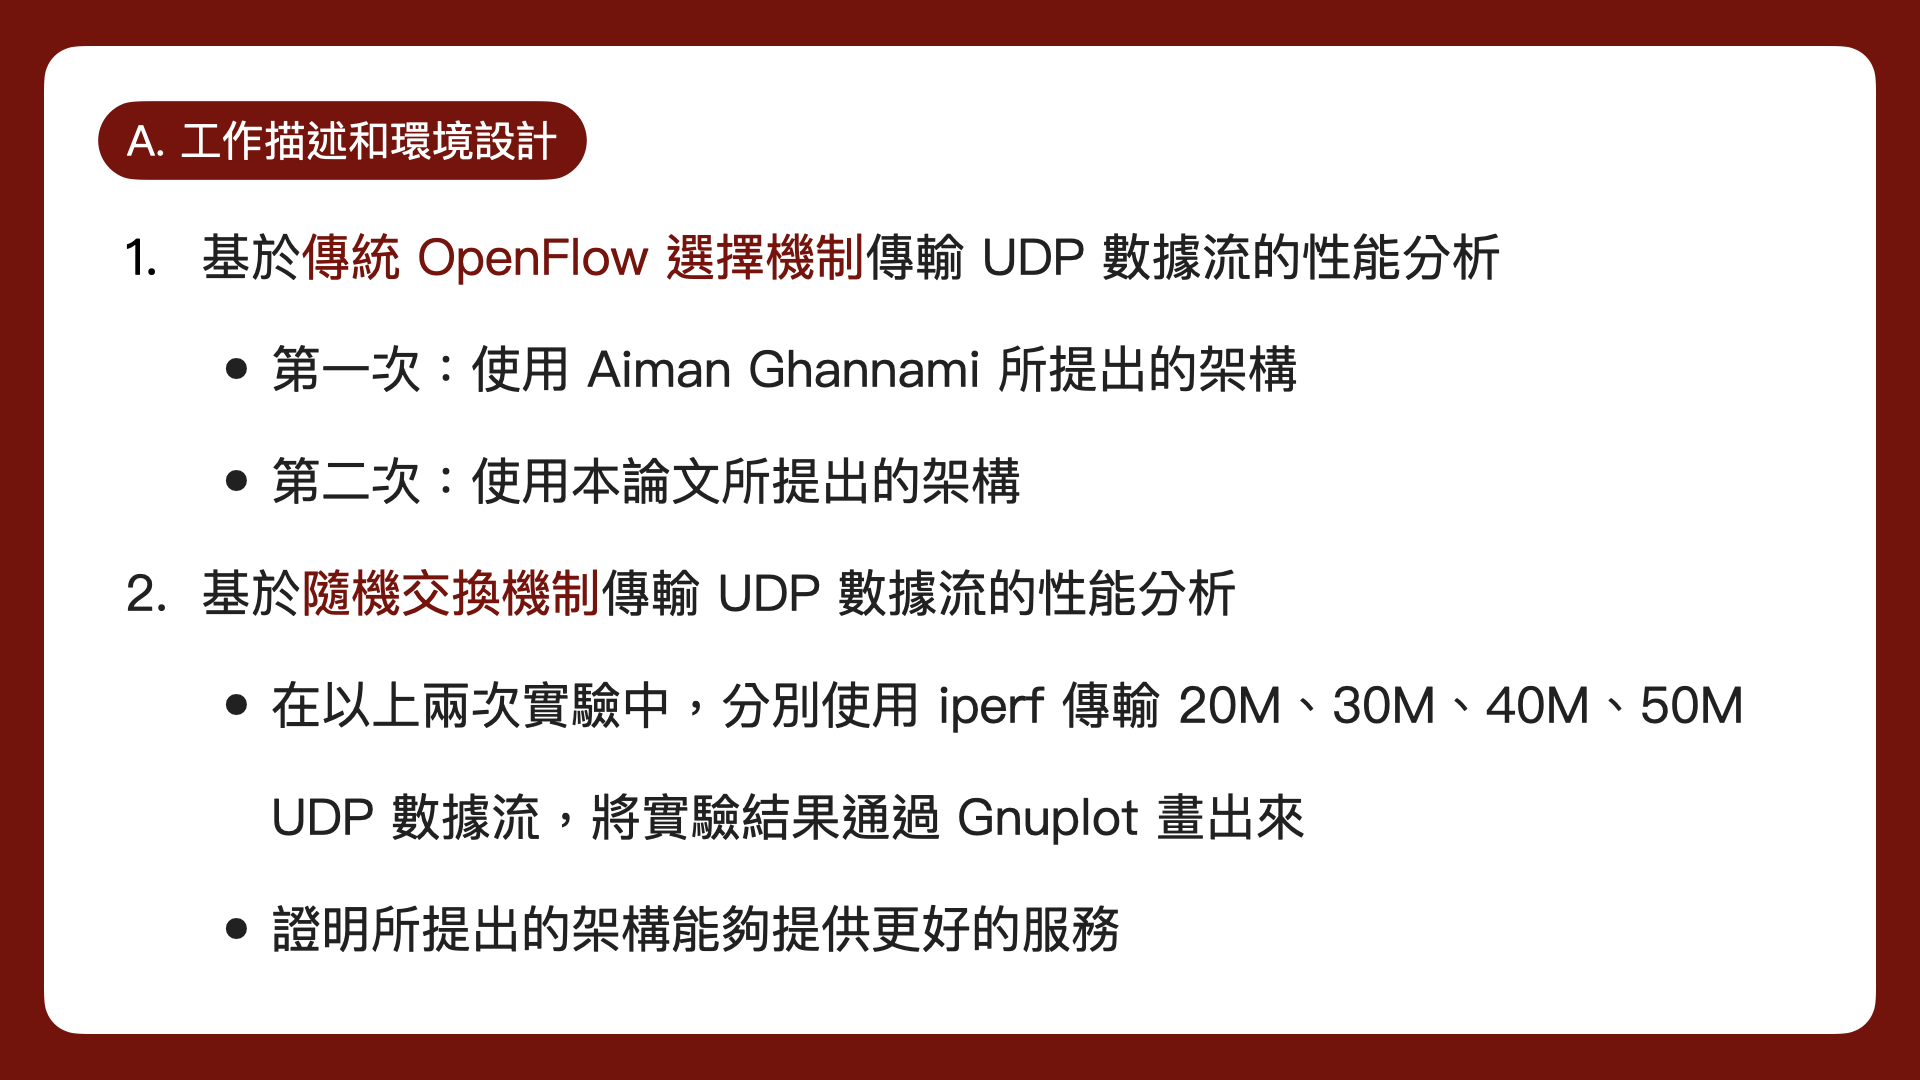 A. 工作描述和環境設計
1. 基於傳統 OpenFlow 選擇機制傳輸 UDP 數據流的性能分析
● 第一次：使用 Aiman Ghannami 所提出的架構
● 第二次：使用本論文所提出的架構
2. 基於隨機交換機制傳輸 UDP 數據流的性能分析
● 在以上兩次實驗中，分別使用 iperf 傳輸 20M、30M、40M、50M
UDP 數據流，將實驗結果通過 Gnuplot 畫出來
● 證明所提出的架構能夠提供更好的服務